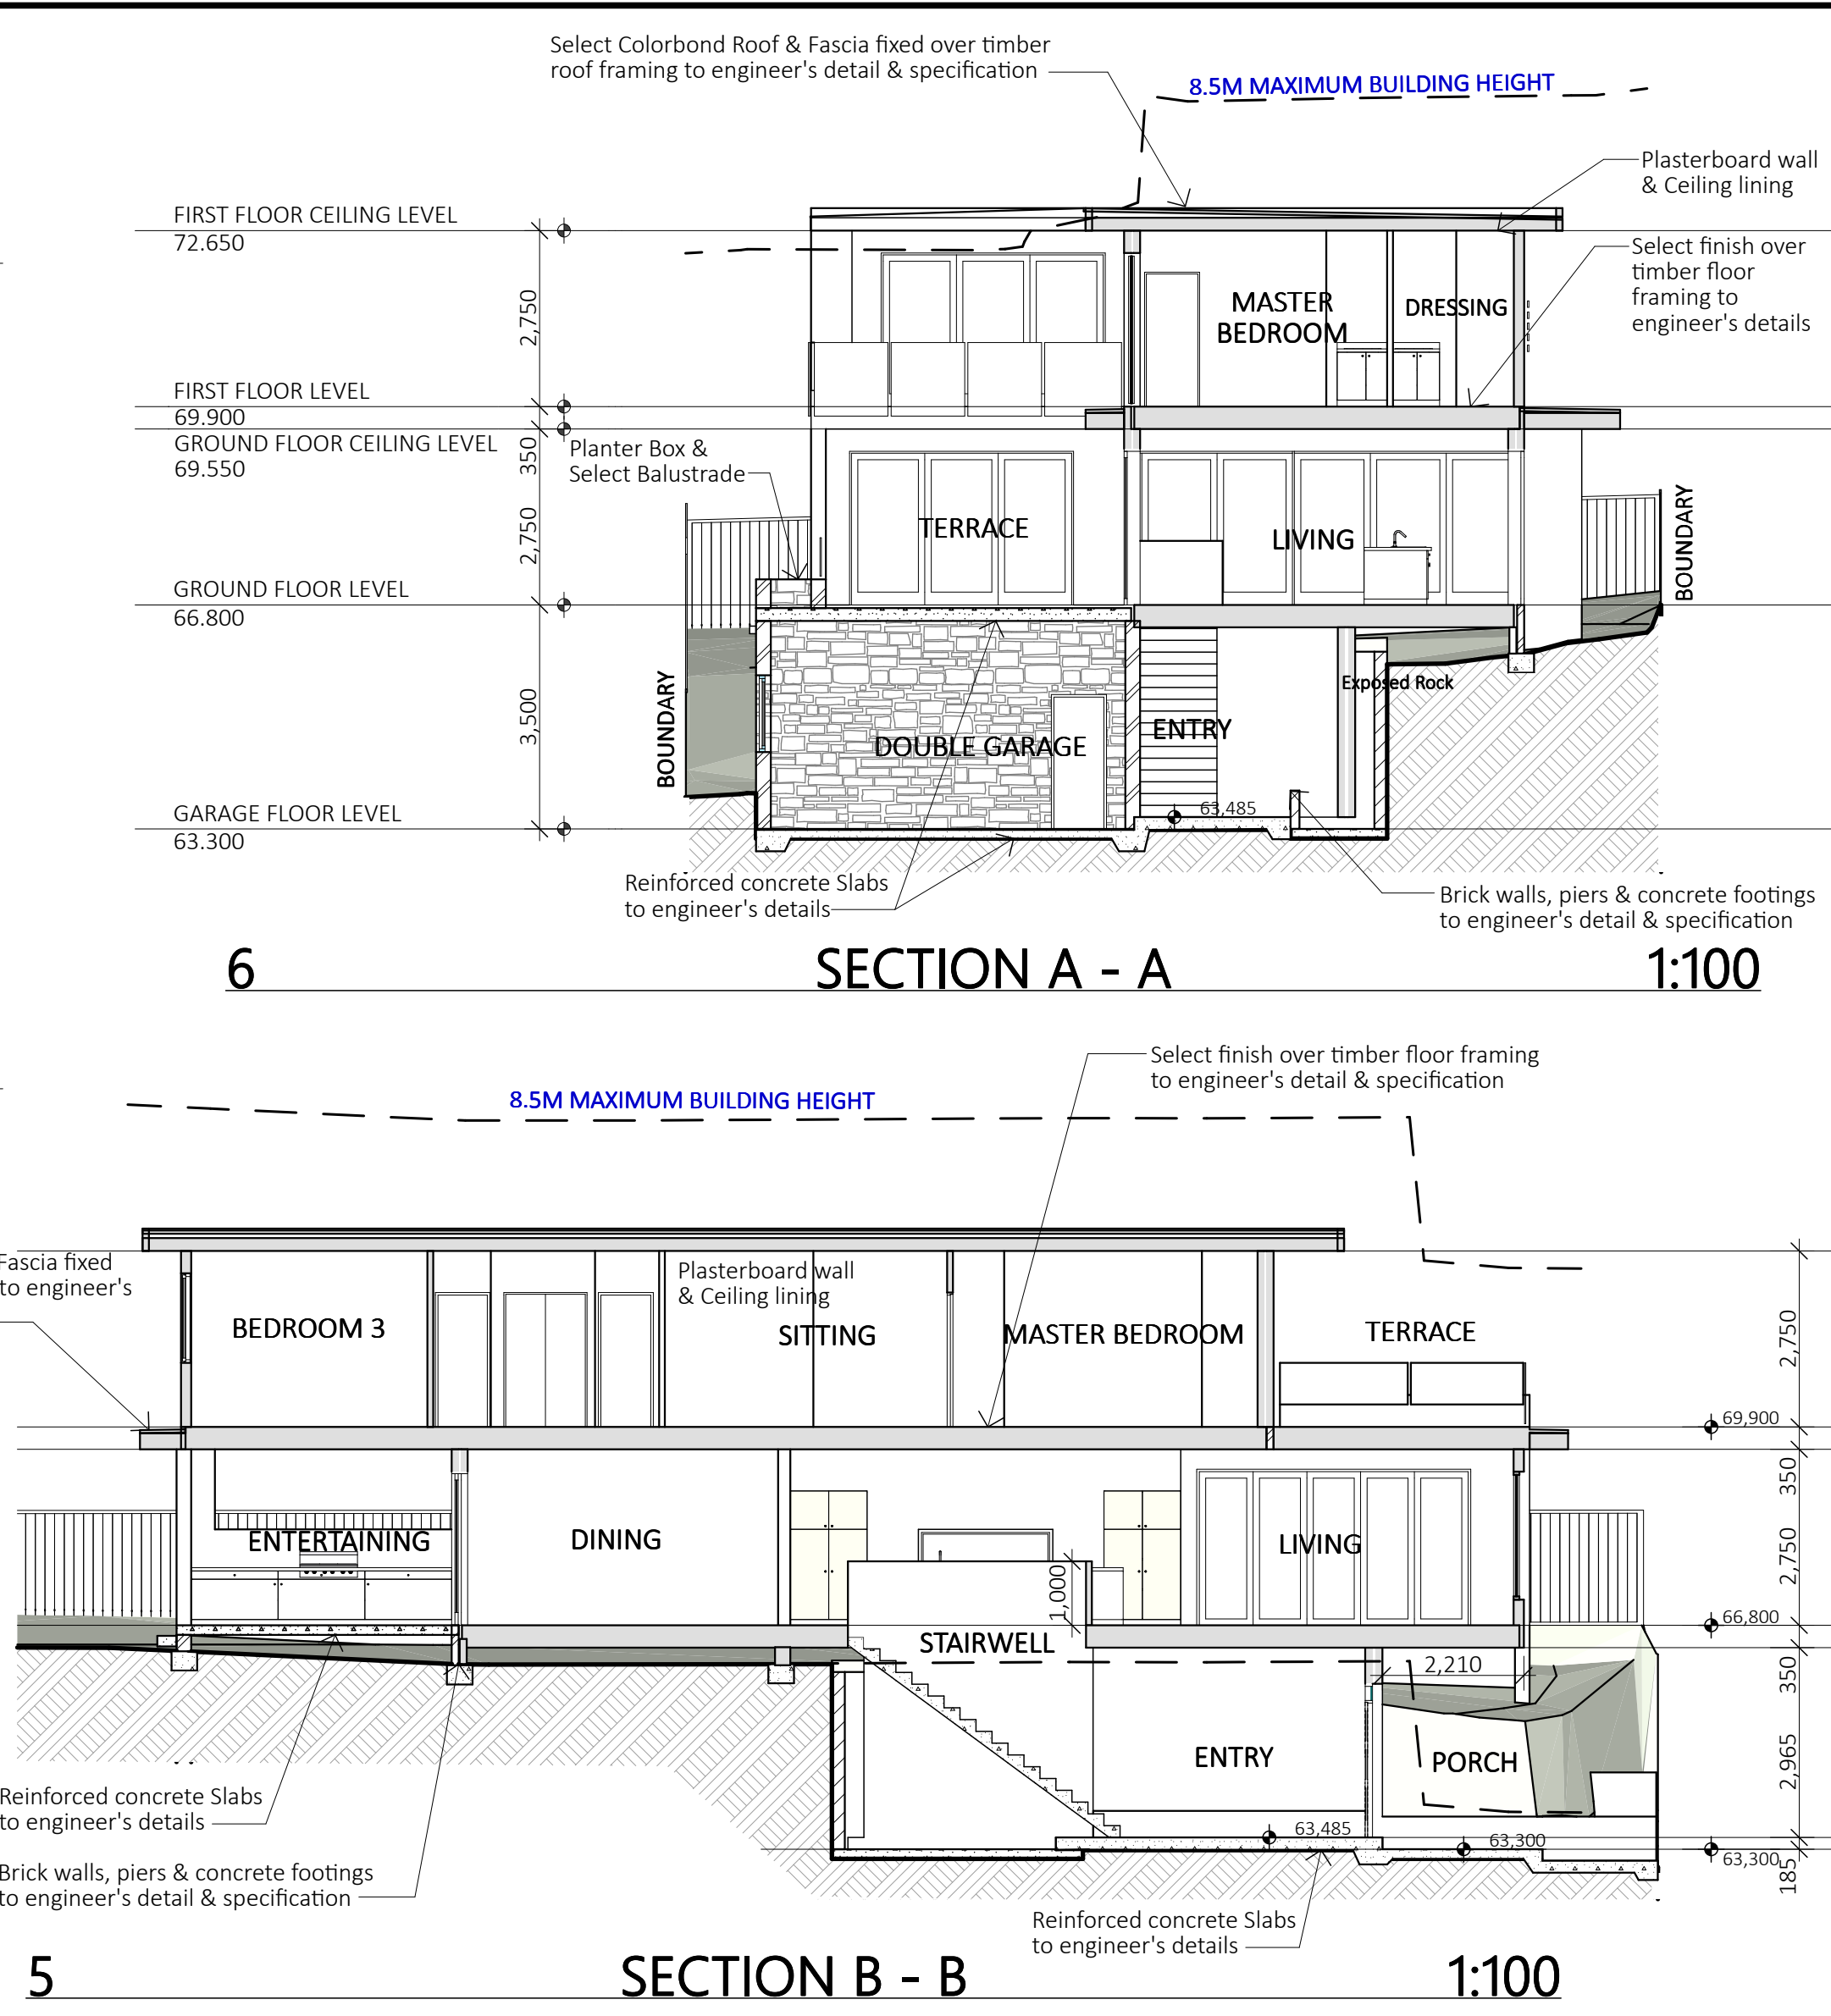 Select Colorbond Roof & Fascia fixed over timber
roof framing to engineer's detail & specification
8.5M MAXIMUM BUILDING HEIGHT
Plasterboard wall
& Ceiling lining
FIRST FLOOR CEILING LEVEL
72.650
Select finish over
timber floor
framing to
engineer's details
2,750
MASTER
BEDROOM
DRESSING
FIRST FLOOR LEVEL
69.900
GROUND FLOOR CEILING LEVEL
69.550
350
Planter Box &
Select Balustrade
2,750
TERRACE
LIVING
BOUNDARY
GROUND FLOOR LEVEL
66.800
3,500
BOUNDARY
Exposed Rock
DOUBLE GARAGE
ENTRY
63,485
GARAGE FLOOR LEVEL
63.300
Reinforced concrete Slabs
to engineer's details
Brick walls, piers & concrete footings
to engineer's detail & specification
6 SECTION A - A 1:100
Select finish over timber floor framing
to engineer's detail & specification
8.5M MAXIMUM BUILDING HEIGHT
Fascia fixed
to engineer's
Plasterboard wall
& Ceiling lining
BEDROOM 3
SITTING
MASTER BEDROOM
TERRACE
2,750
69,900
350
ENTERTAINING
DINING
LIVING
2,750
1,000
66,800
STAIRWELL
2,210
350
ENTRY
PORCH
2,965
Reinforced concrete Slabs
to engineer's details
63,485
63,300
63,300
185
Brick walls, piers & concrete footings
to engineer's detail & specification
Reinforced concrete Slabs
to engineer's details
5 SECTION B - B 1:100